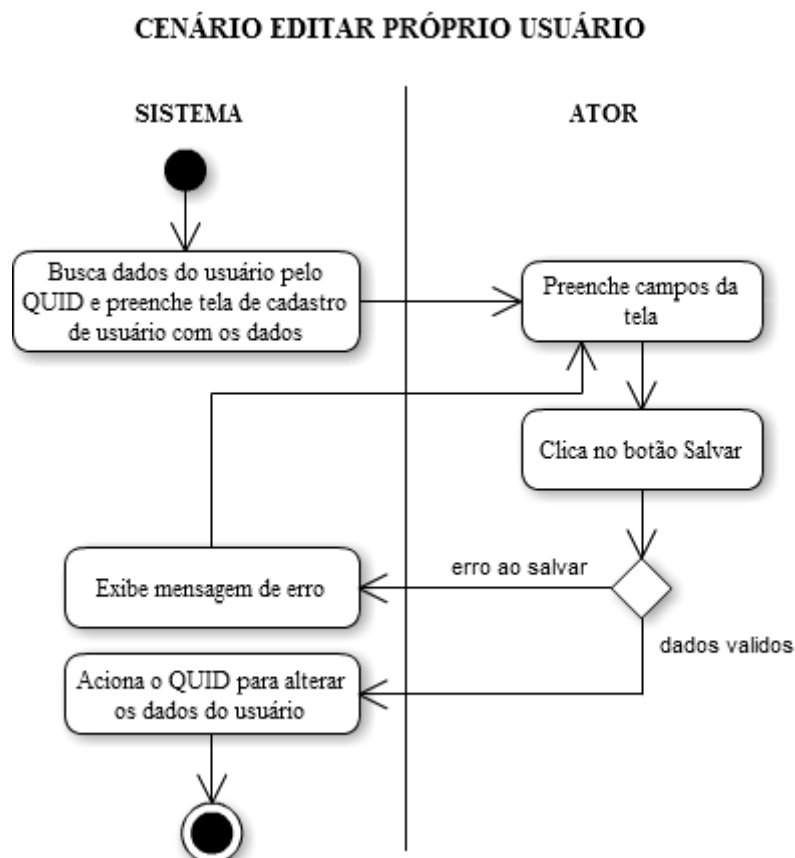 CENÁRIO EDITAR PRÓPRIO USUÁRIO
SISTEMA
ATOR
Busca dados do usuário pelo
QUID e preenche tela de cadastro
de usuário com os dados
Preenche campos da
tela
Clica no botão Salvar
erro ao salvar
Exibe mensagem de erro
dados validos
Aciona o QUID para alterar
os dados do usuário